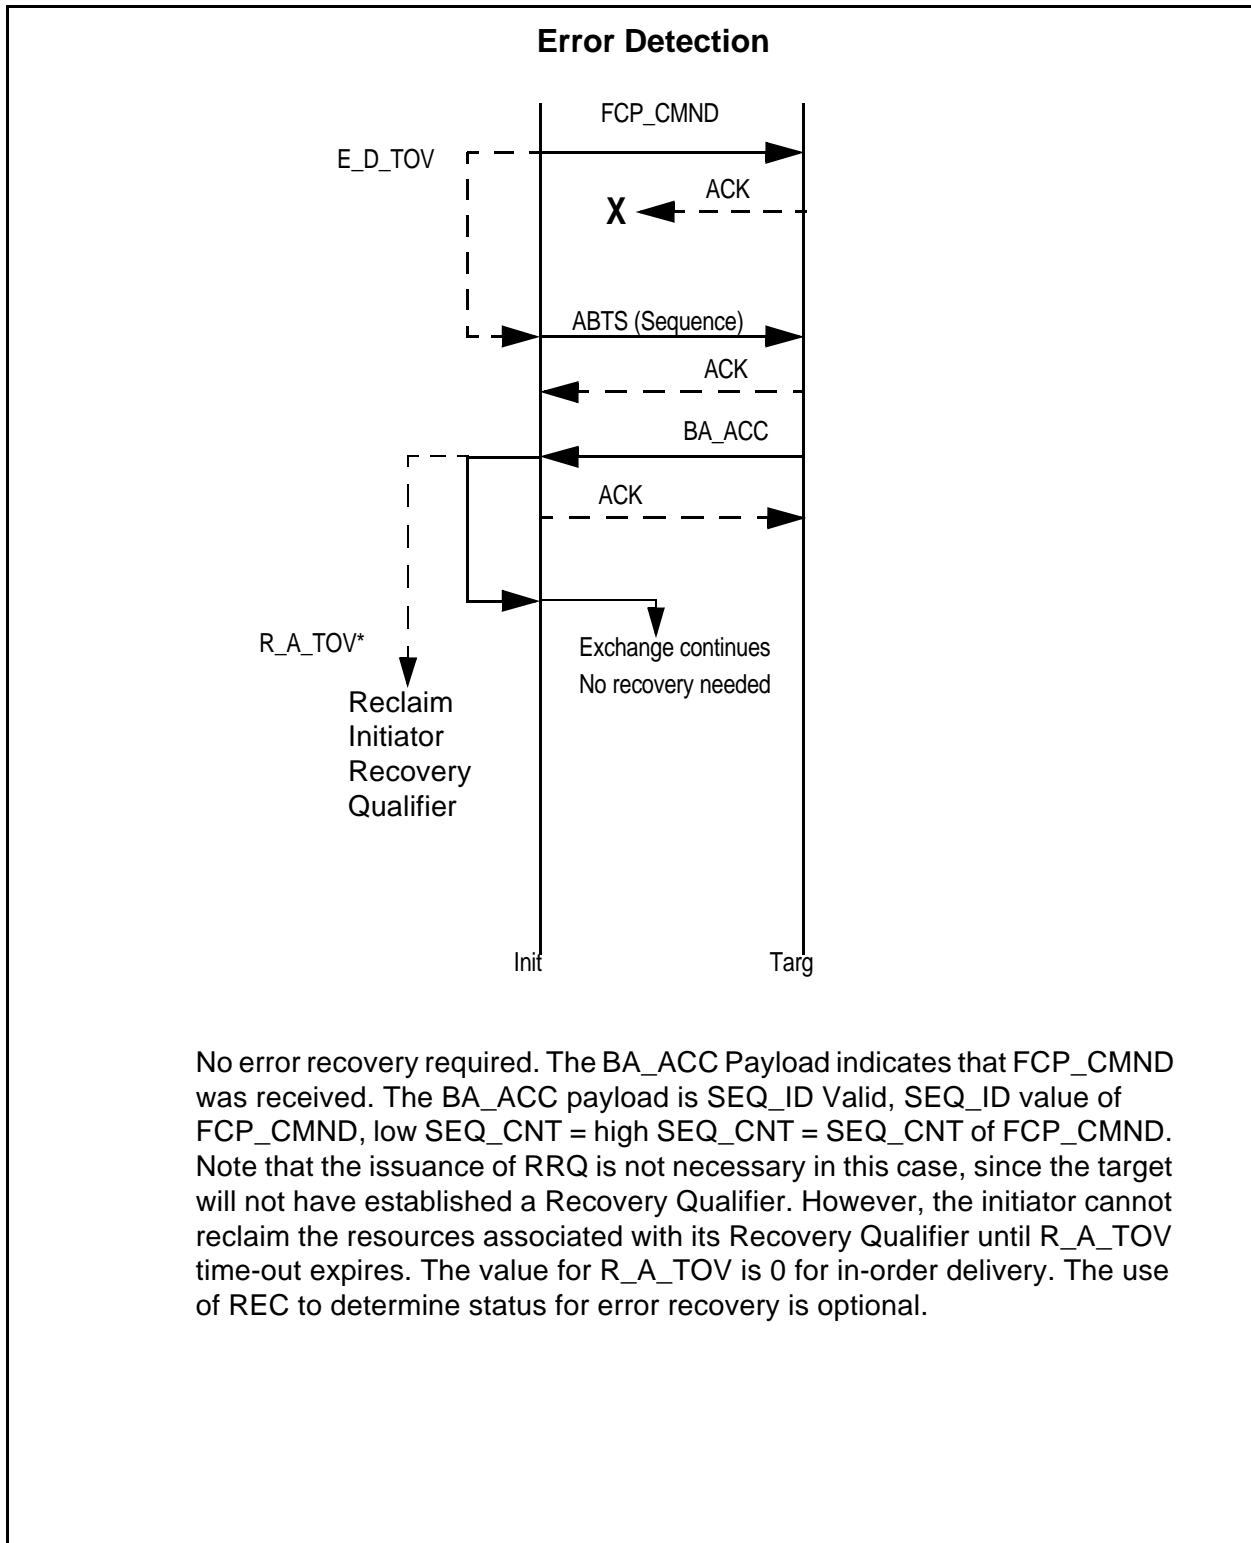 Error Detection
FCP_CMND
E_D_TOV
ACK
X
ABTS (Sequence)
ACK
BA_ACC
ACK
R_A_TOV*
Exchange continues
No recovery needed
Reclaim
Initiator
Recovery
Qualifier
Init
Targ
No error recovery required. The BA_ACC Payload indicates that FCP_CMND
was received. The BA_ACC payload is SEQ_ID Valid, SEQ_ID value of
FCP_CMND, low SEQ_CNT = high SEQ_CNT = SEQ_CNT of FCP_CMND.
Note that the issuance of RRQ is not necessary in this case, since the target
will not have established a Recovery Qualifier. However, the initiator cannot
reclaim the resources associated with its Recovery Qualifier until R_A_TOV
time-out expires. The value for R_A_TOV is 0 for in-order delivery. The use
of REC to determine status for error recovery is optional.